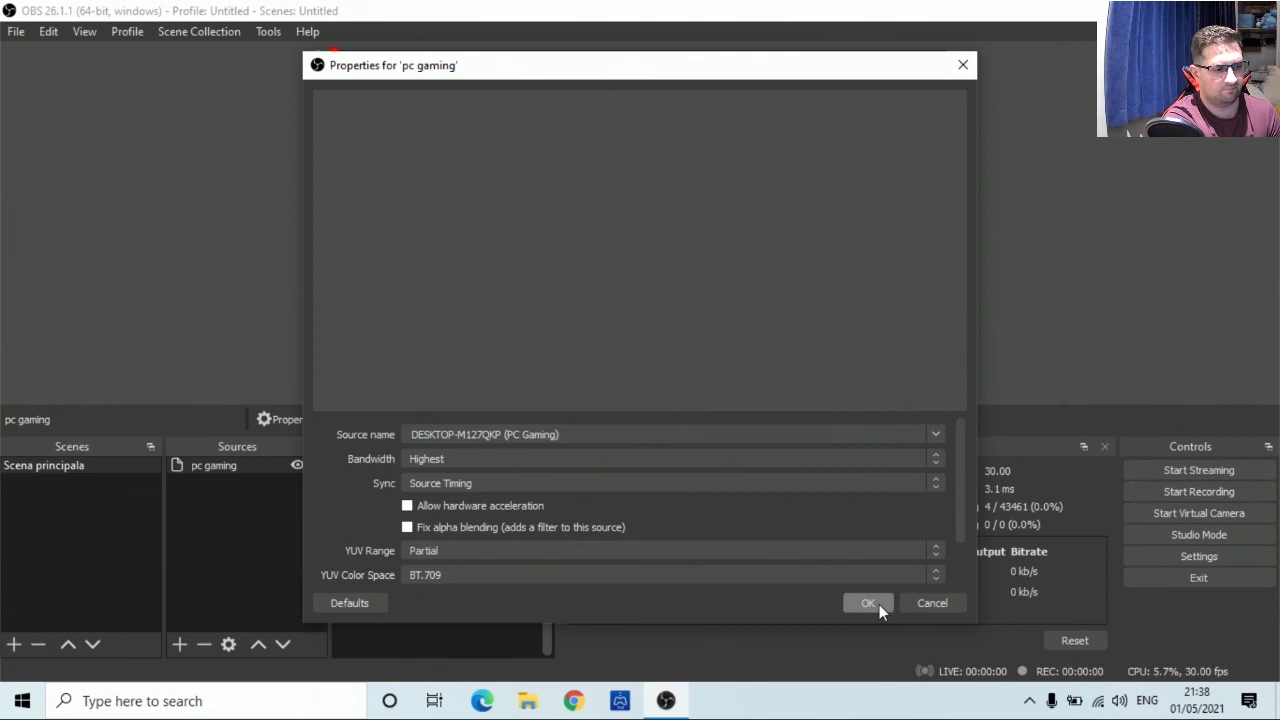 OBS 26.1.1 (64-bit, windows) - Profile: Untitled - Scenes: Untitled
File Edit View Profile Scene Collection Tools Help
Properties for 'pc gaming'
Source name DESKTOP-M127QKP (PC Gaming)
Bandwidth Highest
Sync Source Timing
Allow hardware acceleration
Fix alpha blending (adds a filter to this source)
YUV Range Partial
YUV Color Space BT.709
Defaults OK Cancel
pc gaming Proper
Scenes Sources
Scena principala pc gaming
30.00
3.1 ms
4 / 43461 (0.0%)
0 / 0 (0.0%)
utput Bitrate
0 kb/s
0 kb/s
Reset
Controls
Start Streaming
Start Recording
Start Virtual Camera
Studio Mode
Settings
Exit
LIVE: 00:00:00 REC: 00:00:00 CPU: 5.7%, 30.00 fps
Type here to search
ENG
21:38
01/05/2021